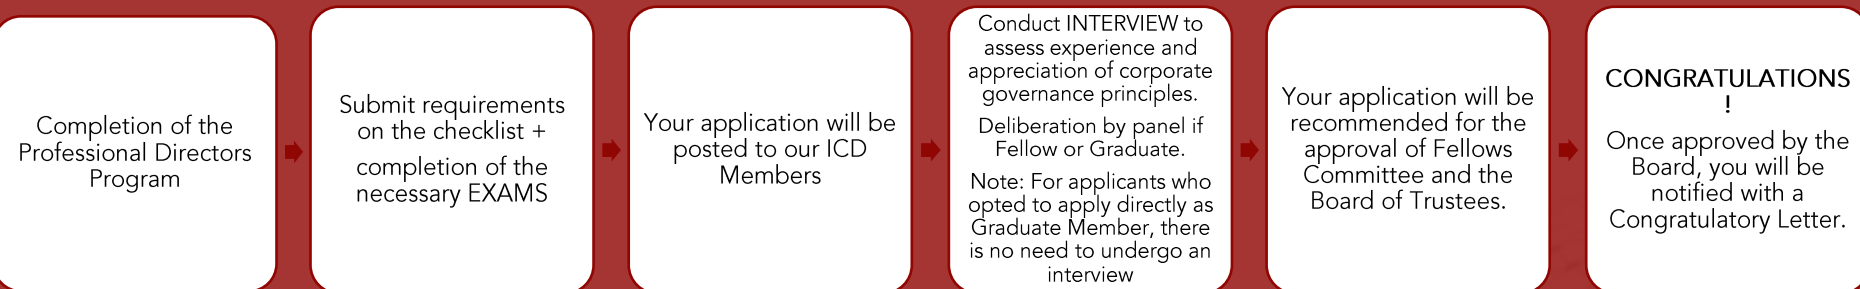 Completion of the
Professional Directors
Program
Submit requirements
on the checklist +
completion of the
necessary EXAMS
Your application will be
posted to our ICD
Members
Conduct INTERVIEW to
assess experience and
appreciation of corporate
governance principles.
Deliberation by panel if
Fellow or Graduate.
Note: For applicants who
opted to apply directly as
Graduate Member, there
is no need to undergo an
interview
Your application will be
recommended for the
approval of Fellows
Committee and the
Board of Trustees.
CONGRATULATIONS
!
Once approved by the
Board, you will be
notified with a
Congratulatory Letter.